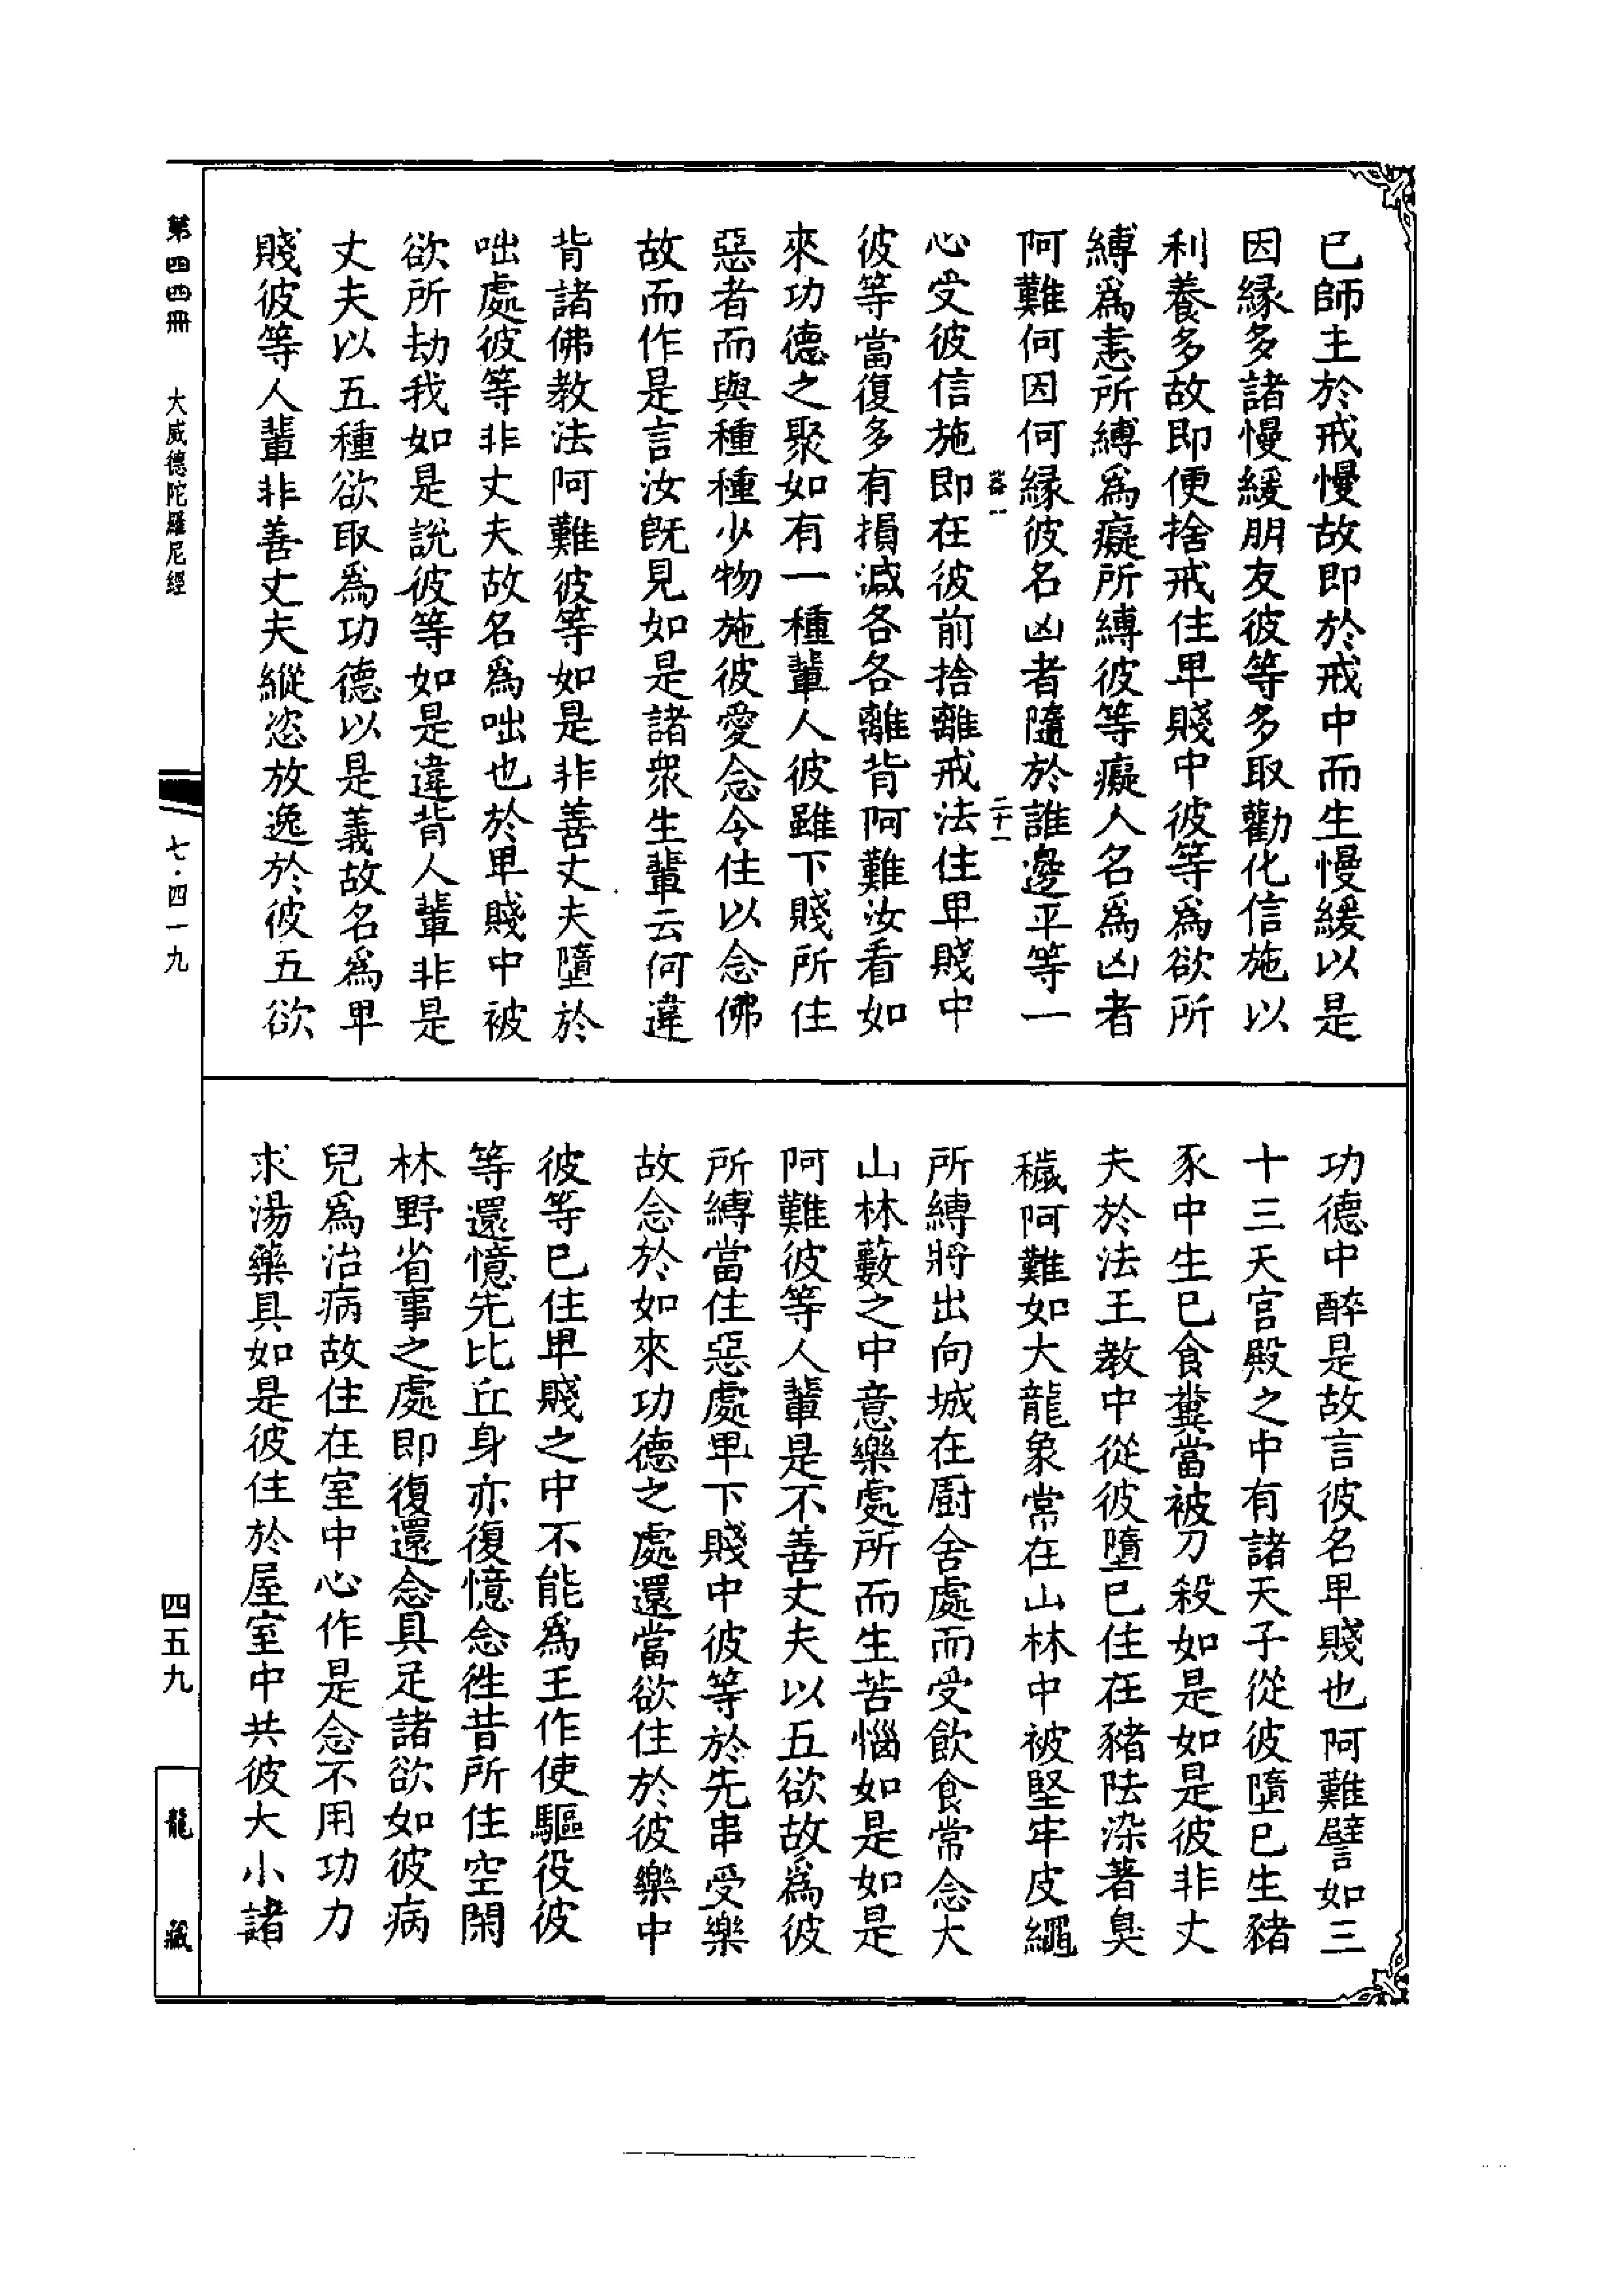 已師主於戒慢故即於戒中而生慢緩以是
因緣多諸慢緩朋友彼等多取勸化信施以
利養多故即便捨戒住卑賤中彼等為欲所
縛為恚所縛為癡所縛彼等癡人名為凶者
阿難何因何緣彼名凶者隨於誰邊平等一
二十一
心受彼信施即在彼前捨離戒法住卑賤中
彼等當復多有損減各各離背阿難汝看如
來功德之聚如有一種輩人彼雖下賤所住
惡者而與種種少物施彼愛念令住以念佛
故而作是言汝既見如是諸眾生輩云何違
背諸佛教法阿難彼等如是非善丈夫墮於
咄處彼等非丈夫故名為咄也於卑賤中被
欲所劫我如是說彼等如是違背人輩非是
丈夫以五種欲取為功德以是義故名為卑
賤彼等人輩非善丈夫縱恣放逸於彼五欲
功德中醉是故言彼名卑賤也阿難譬如三
十三天宮殿之中有諸天子從彼墮已生豬
豕中生已食糞當被刀殺如是如是彼非丈
夫於法王教中從彼墮已住在豬阹染著臭
穢阿難如大龍象常在山林中被堅牢皮繩
所縛將出向城在廚舍處而受飲食常念大
山林藪之中意樂處所而生苦惱如是如是
阿難彼等人輩是不善丈夫以五欲故為彼
所縛當住惡處卑下賤中彼等於先串受樂
故念於如來功德之處還當欲住於彼樂中
彼等已住卑賤之中不能為王作使驅役彼
等還憶先比丘身亦復憶念徃昔所住空閑
林野省事之處即復還念具足諸欲如彼病
兒為治病故住在室中心作是念不用功力
求湯藥具如是彼住於屋室中共彼大小諸
第四四冊 大威德陀羅尼經 七·四一九 四五九 龍藏